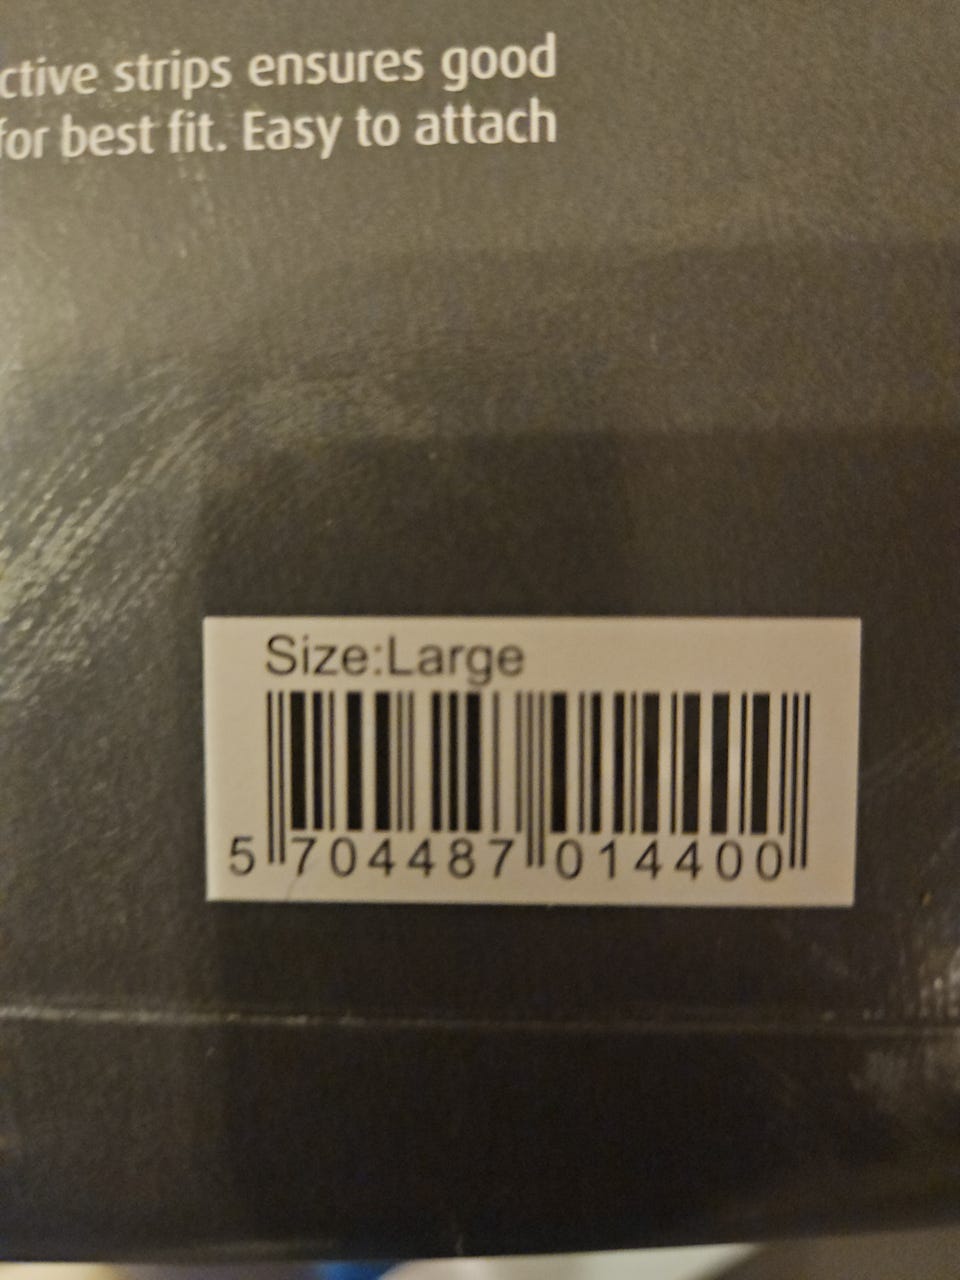 ctive strips ensures good
for best fit. Easy to attach
Size:Large
5 704487 014400